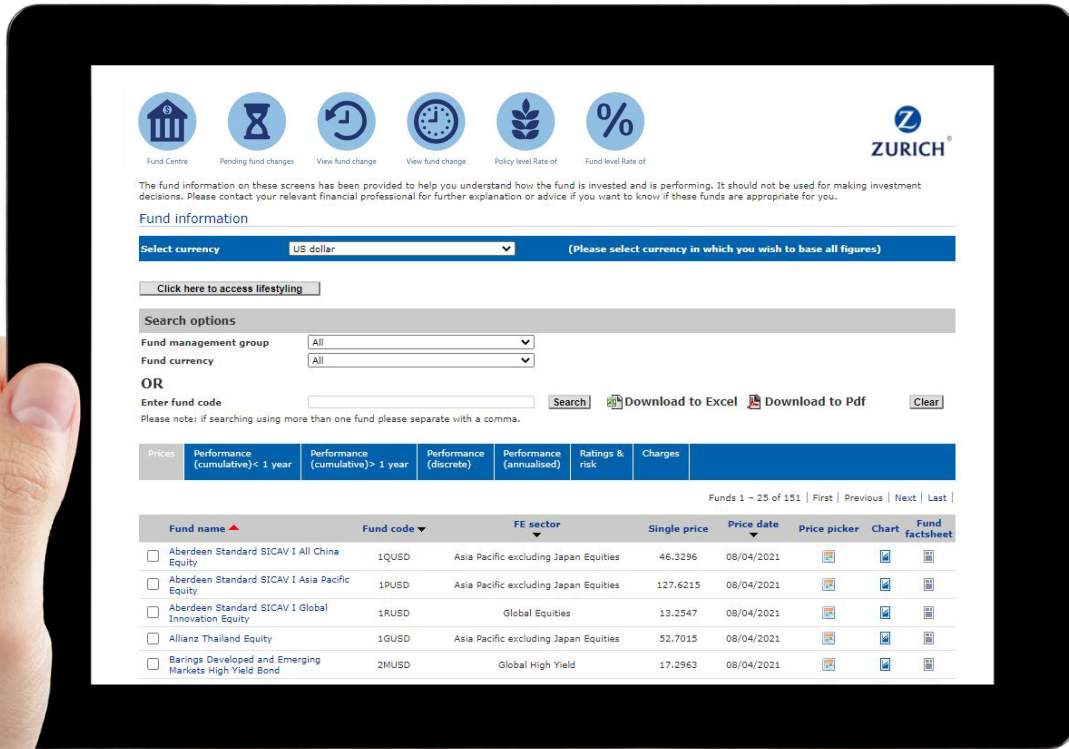 Fund Centre
Pending fund changes
View fund change
View fund change
Policy level Rate of
Fund level Rate of
Z
ZURICH®
The fund information on these screens has been provided to help you understand how the fund is invested and is performing. It should not be used for making investment
decisions. Please contact your relevant financial professional for further explanation or advice if you want to know if these funds are appropriate for you.
Fund information
Select currency US dollar (Please select currency in which you wish to base all figures)
Click here to access lifestyling
Search options
Fund management group All
Fund currency All
OR
Enter fund code Search Download to Excel Download to Pdf Clear
Please note: if searching using more than one fund please separate with a comma.
Prices
Performance
(cumulative)< 1 year
Performance
(cumulative)> 1 year
Performance
(discrete)
Performance
(annualised)
Ratings &
risk
Charges
Funds 1 – 25 of 151 | First | Previous | Next | Last |
Fund name Fund code FE sector Single price Price date Price picker Chart Fund
factsheet
Aberdeen Standard SICAV I All China
Equity 1QUSD Asia Pacific excluding Japan Equities 46.3296 08/04/2021
Aberdeen Standard SICAV I Asia Pacific
Equity 1PUSD Asia Pacific excluding Japan Equities 127.6215 08/04/2021
Aberdeen Standard SICAV I Global
Innovation Equity 1RUSD Global Equities 13.2547 08/04/2021
Allianz Thailand Equity 1GUSD Asia Pacific excluding Japan Equities 52.7015 08/04/2021
Barings Developed and Emerging
Markets High Yield Bond 2MUSD Global High Yield 17.2963 08/04/2021